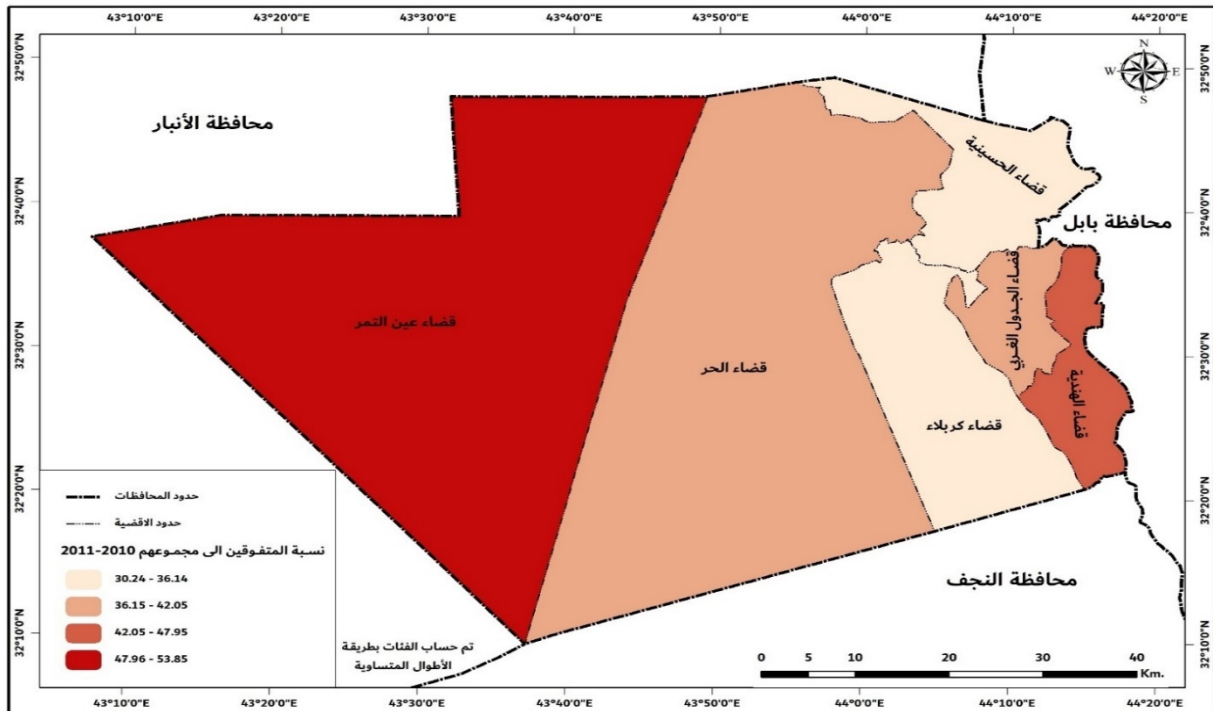 43°10'0"E 43°20'0"E 43°30'0"E 43°40'0"E 43°50'0"E 44°0'0"E 44°10'0"E 44°20'0"E
32°50'0"N
32°40'0"N
32°30'0"N
32°20'0"N
32°10'0"N
محافظة الأنبار
N
W E
S
قضاء الحسينية
محافظة بابل
قضاء الجدول الغربي
قضاء عين التمر
قضاء الحر
قضاء الهندية
قضاء كربلاء
محافظة النجف
حدود المحافظات
حدود الاقضية
نسبة المتفوقين الى مجموعهم 2010-2011
30.24 - 36.14
36.15 - 42.05
42.05 - 47.95
47.96 - 53.85
تم حساب الفئات بطريقة
الأطوال المتساوية
0 5 10 20 30 40
Km.
32°50'0"N
32°40'0"N
32°30'0"N
32°20'0"N
32°10'0"N
43°10'0"E 43°20'0"E 43°30'0"E 43°40'0"E 43°50'0"E 44°0'0"E 44°10'0"E 44°20'0"E